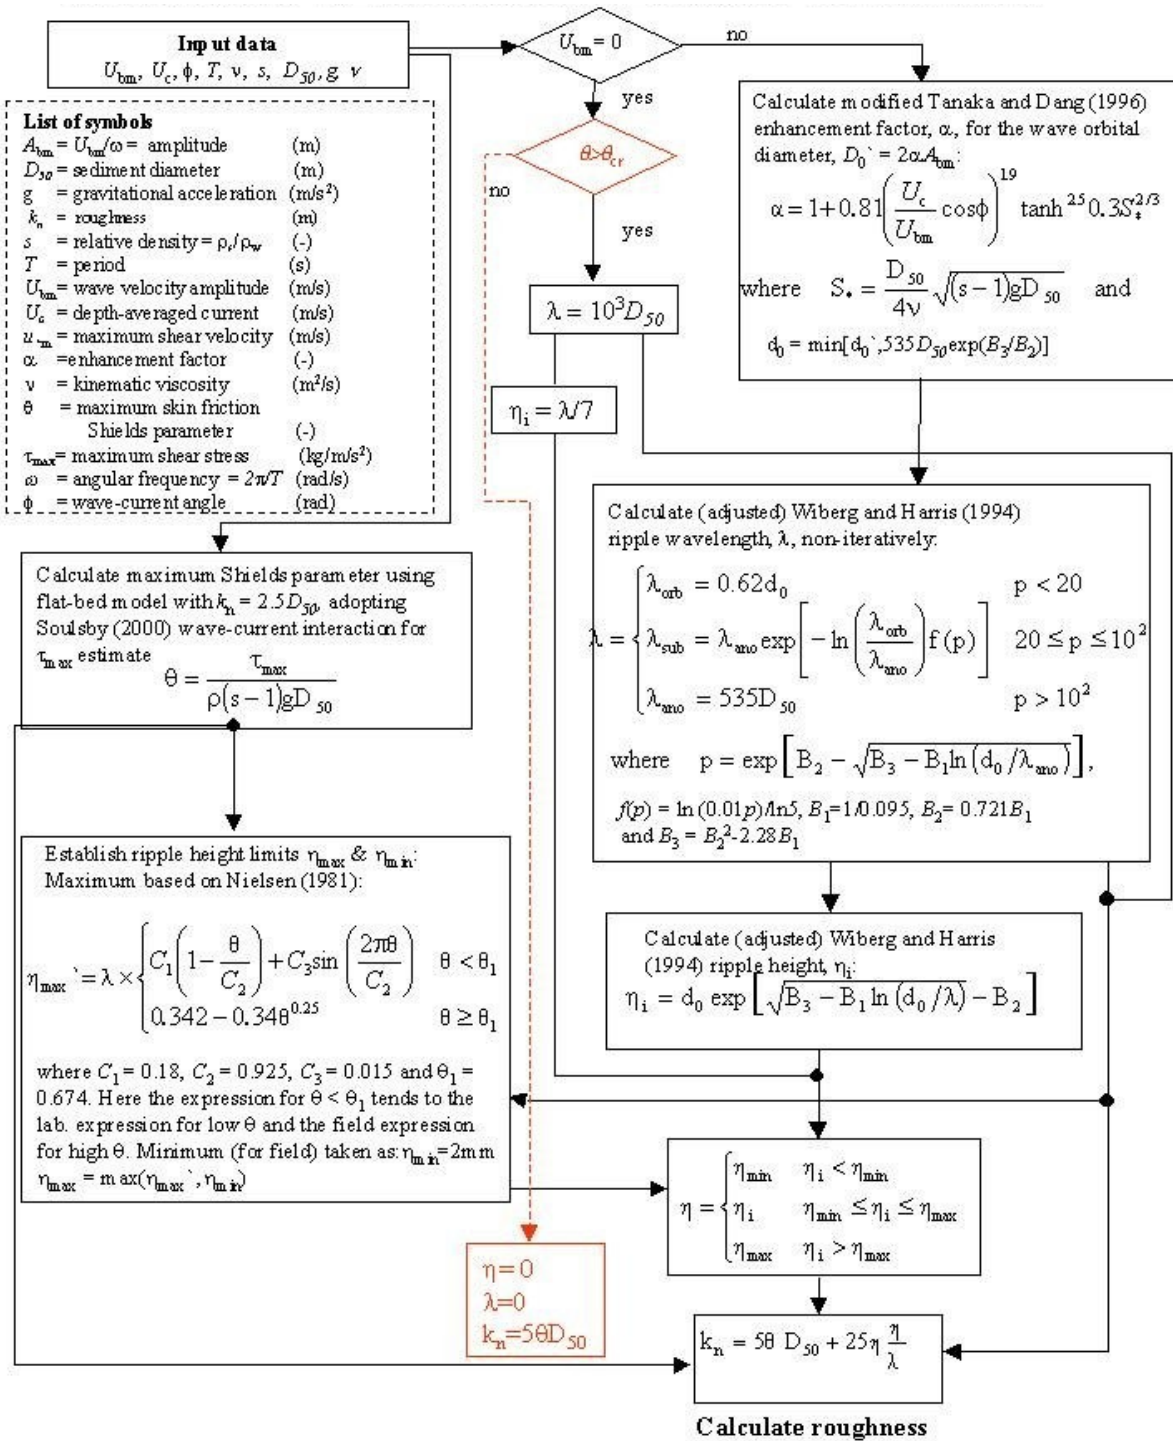 Input data
U_bm, U_c, ϕ, T, ν, s, D_50, g, ν
U_bm = 0
no
yes
θ>θ_cr
no
yes
λ = 10^3 D_50
η_i = λ/7
Calculate modified Tanaka and Dang (1996)
enhancement factor, α, for the wave orbital
diameter, D_0` = 2αA_bm:
α = 1 + 0.81(U_c/U_bm cosϕ)^1.9 tanh^2.5 0.3S_*^2/3
where S_* = D_50/4ν √(s−1)gD_50 and
d_0 = min[d_0`,535D_50exp(B_3/B_2)]
List of symbols
A_bm = U_bm/ω = amplitude (m)
D_50 = sediment diameter (m)
g = gravitational acceleration (m/s²)
k_n = roughness (m)
s = relative density = ρ_s/ρ_w (-)
T = period (s)
U_bm = wave velocity amplitude (m/s)
U_c = depth-averaged current (m/s)
u_*m = maximum shear velocity (m/s)
α =enhancement factor (-)
ν = kinematic viscosity (m²/s)
θ = maximum skin friction
Shields parameter (-)
τ_max= maximum shear stress (kg/m/s²)
ω = angular frequency = 2π/T (rad/s)
ϕ = wave-current angle (rad)
Calculate maximum Shields parameter using
flat-bed model with k_n = 2.5D_50, adopting
Soulsby (2000) wave-current interaction for
τ_max estimate
θ = τ_max/ρ(s−1)gD_50
Calculate (adjusted) Wiberg and Harris (1994)
ripple wavelength, λ, non-iteratively:
λ_orb = 0.62d_0 p < 20
λ = { λ_sub = λ_ano exp[−ln(λ_orb/λ_ano) f(p)] 20 ≤ p ≤ 10²
λ_ano = 535D_50 p > 10²
where p = exp[B_2 − √B_3 − B_1 ln(d_0/λ_ano)],
f(p) = ln(0.01p)/ln5, B_1=1/0.095, B_2= 0.721B_1
and B_3 = B_2²-2.28B_1
Establish ripple height limits η_max & η_min:
Maximum based on Nielsen (1981):
η_max` = λ × { C_1(1 − θ/C_2) + C_3 sin(2πθ/C_2) θ < θ_1
0.342 − 0.34θ^0.25 θ ≥ θ_1
where C_1 = 0.18, C_2 = 0.925, C_3 = 0.015 and θ_1 =
0.674. Here the expression for θ < θ_1 tends to the
lab. expression for low θ and the field expression
for high θ. Minimum (for field) taken as: η_min=2mm
η_max = max(η_max`, η_min)
Calculate (adjusted) Wiberg and Harris
(1994) ripple height, η_i:
η_i = d_0 exp[√B_3 − B_1 ln(d_0/λ) − B_2]
η_min η_i < η_min
η = { η_i η_min ≤ η_i ≤ η_max
η_max η_i > η_max
η = 0
λ=0
k_n=5θD_50
k_n = 5θ D_50 + 25η η/λ
Calculate roughness